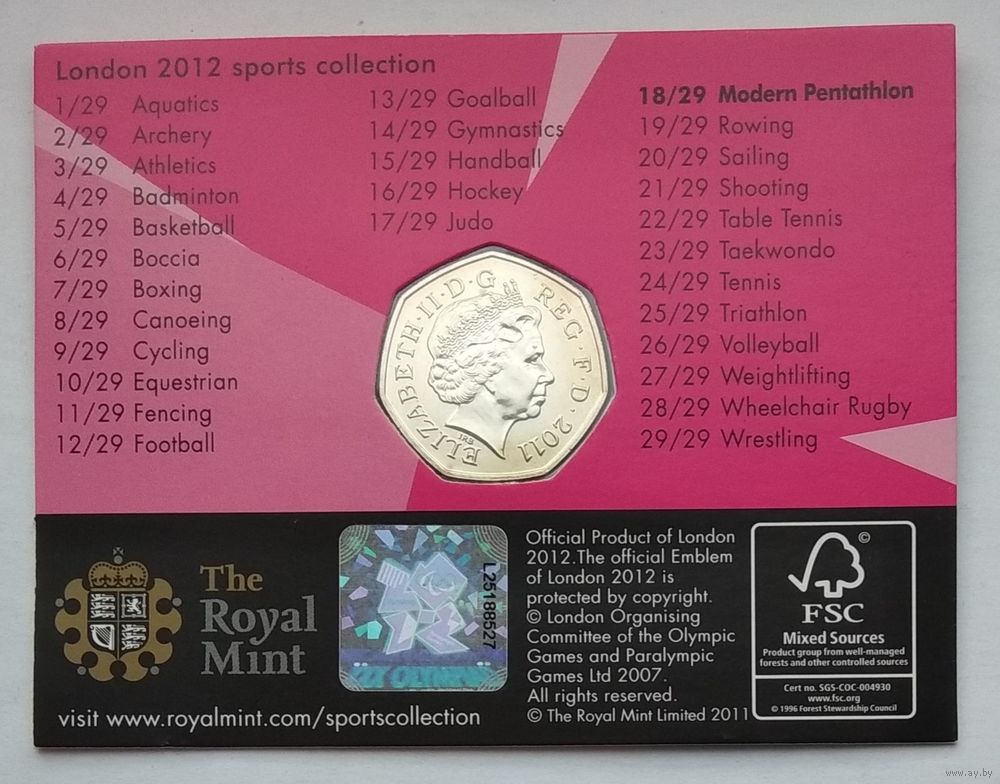 London 2012 sports collection
1/29 Aquatics
2/29 Archery
3/29 Athletics
4/29 Badminton
5/29 Basketball
6/29 Boccia
7/29 Boxing
8/29 Canoeing
9/29 Cycling
10/29 Equestrian
11/29 Fencing
12/29 Football
13/29 Goalball
14/29 Gymnastics
15/29 Handball
16/29 Hockey
17/29 Judo
18/29 Modern Pentathlon
19/29 Rowing
20/29 Sailing
21/29 Shooting
22/29 Table Tennis
23/29 Taekwondo
24/29 Tennis
25/29 Triathlon
26/29 Volleyball
27/29 Weightlifting
28/29 Wheelchair Rugby
29/29 Wrestling
ELIZABETH·II·D·G REG·F·D·2011
IRB
The
Royal
Mint
visit www.royalmint.com/sportscollection
L25188527
Official Product of London
2012.The official Emblem
of London 2012 is
protected by copyright.
© London Organising
Committee of the Olympic
Games and Paralympic
Games Ltd 2007.
All rights reserved.
© The Royal Mint Limited 2011
©
FSC
Mixed Sources
Product group from well-managed
forests and other controlled sources
Cert no. SGS-COC-004930
www.fsc.org
© 1996 Forest Stewardship Council
www.ay.by